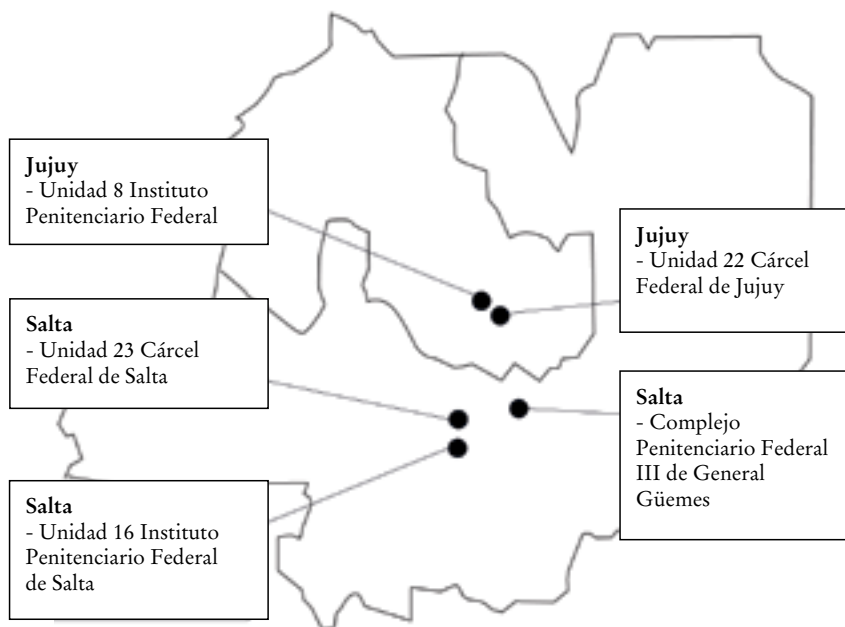 Jujuy
- Unidad 8 Instituto
Penitenciario Federal
Jujuy
- Unidad 22 Cárcel
Federal de Jujuy
Salta
- Unidad 23 Cárcel
Federal de Salta
Salta
- Complejo
Penitenciario Federal
III de General
Güemes
Salta
- Unidad 16 Instituto
Penitenciario Federal
de Salta